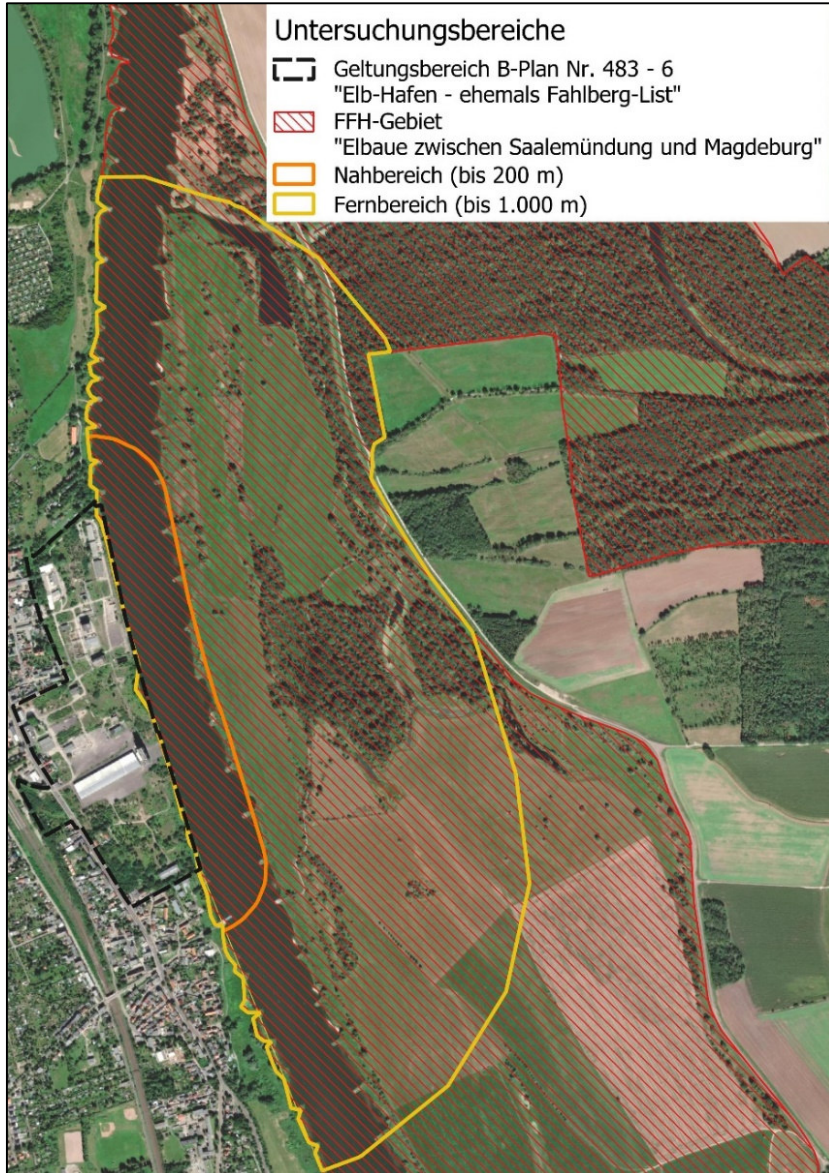 Untersuchungsbereiche
Geltungsbereich B-Plan Nr. 483 - 6
"Elb-Hafen - ehemals Fahlberg-List"
FFH-Gebiet
"Elbaue zwischen Saalemündung und Magdeburg"
Nahbereich (bis 200 m)
Fernbereich (bis 1.000 m)